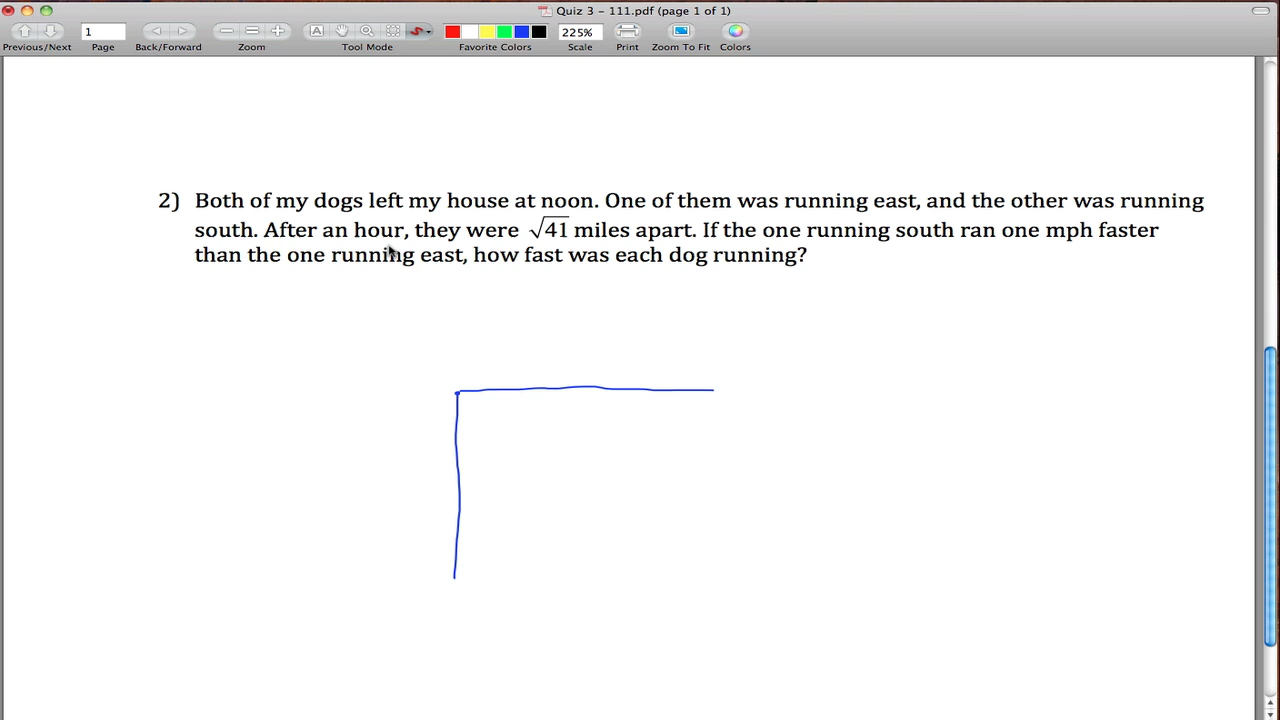 Quiz 3 – 111.pdf (page 1 of 1)
1 A 225%
Previous/Next Page Back/Forward Zoom Tool Mode Favorite Colors Scale Print Zoom To Fit Colors
2) Both of my dogs left my house at noon. One of them was running east, and the other was running
south. After an hour, they were √41 miles apart. If the one running south ran one mph faster
than the one running east, how fast was each dog running?